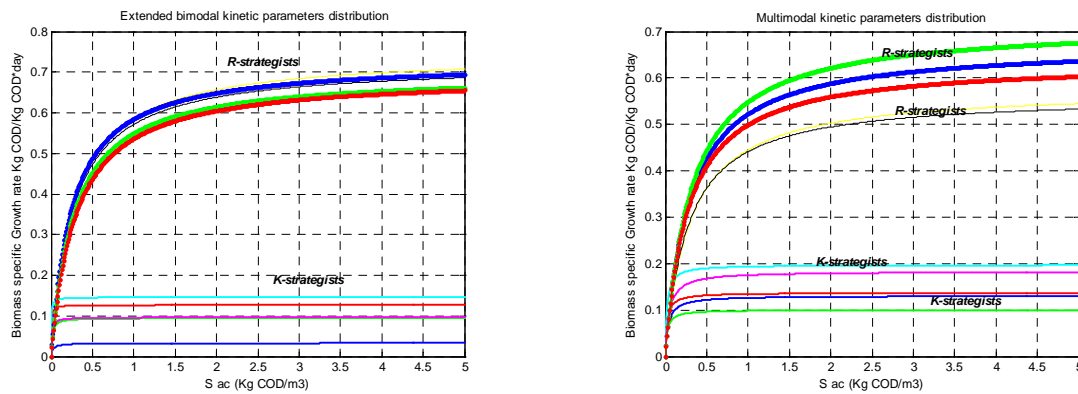 Extended bimodal kinetic parameters distribution
Biomass specific Growth rate Kg COD/Kg COD*day
0.8
0.7
0.6
0.5
0.4
0.3
0.2
0.1
0
R-strategists
K-strategists
0 0.5 1 1.5 2 2.5 3 3.5 4 4.5 5
S ac (Kg COD/m3)
Multimodal kinetic parameters distribution
Biomass specific Growth rate Kg COD/Kg COD*day
0.7
0.6
0.5
0.4
0.3
0.2
0.1
0
R-strategists
R-strategists
K-strategists
K-strategists
0 0.5 1 1.5 2 2.5 3 3.5 4 4.5 5
S ac (Kg COD/m3)